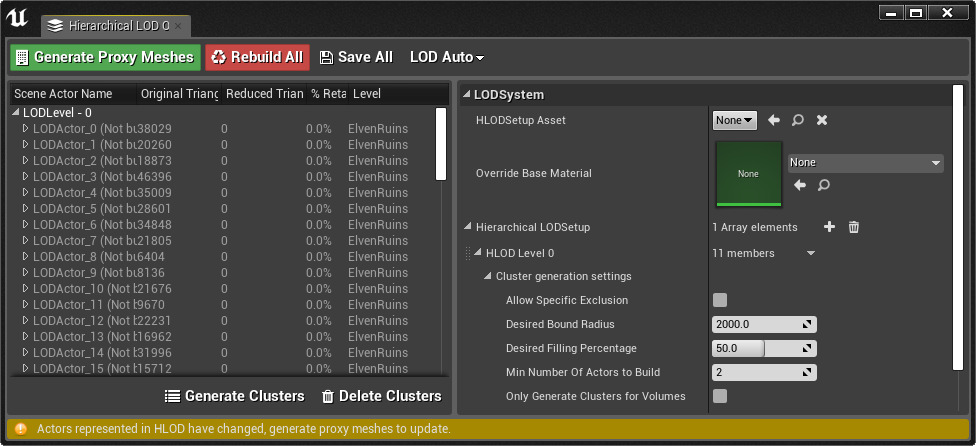 Hierarchical LOD O
Generate Proxy Meshes Rebuild All Save All LOD Auto
Scene Actor Name Original Triang Reduced Trian % Reta Level
LODLevel - 0
LODActor_0 (Not bu 38029 0 0.0% ElvenRuins
LODActor_1 (Not bu 20260 0 0.0% ElvenRuins
LODActor_2 (Not bu 18873 0 0.0% ElvenRuins
LODActor_3 (Not bu 46396 0 0.0% ElvenRuins
LODActor_4 (Not bu 35009 0 0.0% ElvenRuins
LODActor_5 (Not bu 28601 0 0.0% ElvenRuins
LODActor_6 (Not bu 34848 0 0.0% ElvenRuins
LODActor_7 (Not bu 21805 0 0.0% ElvenRuins
LODActor_8 (Not bu 6404 0 0.0% ElvenRuins
LODActor_9 (Not bu 8136 0 0.0% ElvenRuins
LODActor_10 (Not b 21676 0 0.0% ElvenRuins
LODActor_11 (Not b 9670 0 0.0% ElvenRuins
LODActor_12 (Not b 22231 0 0.0% ElvenRuins
LODActor_13 (Not b 16962 0 0.0% ElvenRuins
LODActor_14 (Not b 31996 0 0.0% ElvenRuins
LODActor_15 (Not b 15712 0 0.0% ElvenRuins
Generate Clusters Delete Clusters
LODSystem
HLODSetup Asset None
Override Base Material None None
Hierarchical LODSetup 1 Array elements
HLOD Level 0 11 members
Cluster generation settings
Allow Specific Exclusion
Desired Bound Radius 2000.0
Desired Filling Percentage 50.0
Min Number Of Actors to Build 2
Only Generate Clusters for Volumes
Actors represented in HLOD have changed, generate proxy meshes to update.